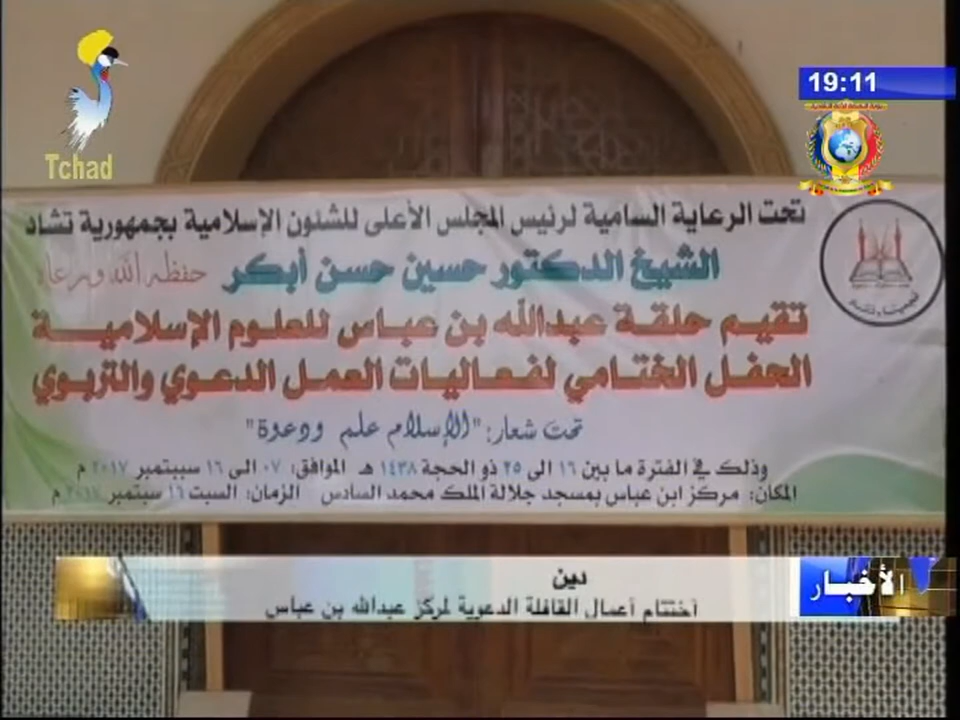 19:11
Tchad
تحت الرعاية السامية لرئيس المجلس الأعلى للشئون الإسلامية بجمهورية تشاد
الشيخ الدكتور حسين حسن أبكر حفظه الله ورعاه
تقيم حلقة عبدالله بن عباس للعلوم الإسلامية
الحفل الختامي لفعاليات العمل الدعوي والتربوي
تحت شعار: "الإسلام علم ودعوة"
وذلك في الفترة ما بين ١٦ الى ٢٥ ذو الحجة ١٤٣٨ هـ الموافق: ٠٧ الى ١٦ سبتمبر ٢٠١٧ م
المكان: مركز ابن عباس بمسجد جلالة الملك محمد السادس الزمان: السبت ١٦ سبتمبر ٢٠١٧ م
الأخبار
دين
اختتام أعمال القافلة الدعوية لمركز عبدالله بن عباس